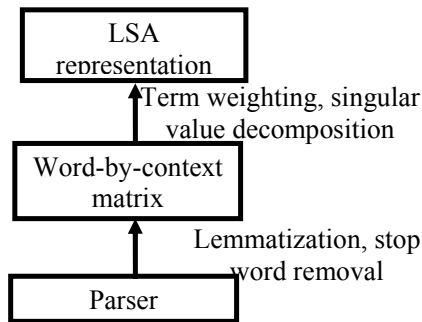 LSA
representation
Term weighting, singular
value decomposition
Word-by-context
matrix
Lemmatization, stop
word removal
Parser